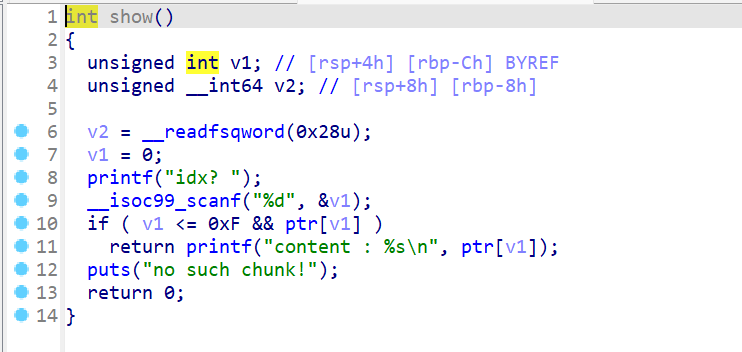 1 int show()
2 {
3   unsigned int v1; // [rsp+4h] [rbp-Ch] BYREF
4   unsigned __int64 v2; // [rsp+8h] [rbp-8h]
5
6   v2 = __readfsqword(0x28u);
7   v1 = 0;
8   printf("idx? ");
9   __isoc99_scanf("%d", &v1);
10   if ( v1 <= 0xF && ptr[v1] )
11     return printf("content : %s\n", ptr[v1]);
12   puts("no such chunk!");
13   return 0;
14 }